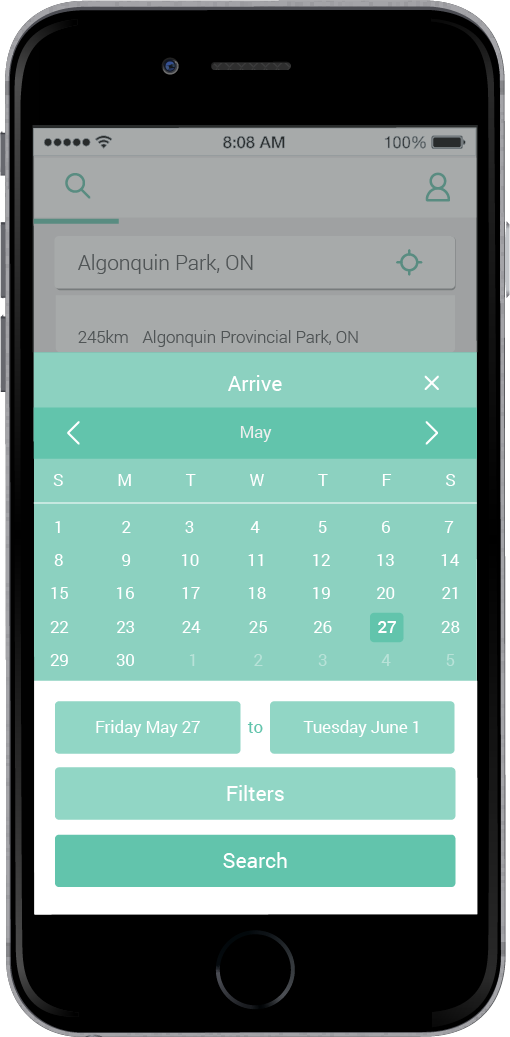 8:08 AM 100%
Algonquin Park, ON
245km Algonquin Provincial Park, ON
Arrive
May
S M T W T F S
1 2 3 4 5 6 7
8 9 10 11 12 13 14
15 16 17 18 19 20 21
22 23 24 25 26 27 28
29 30 1 2 3 4 5
Friday May 27 to Tuesday June 1
Filters
Search